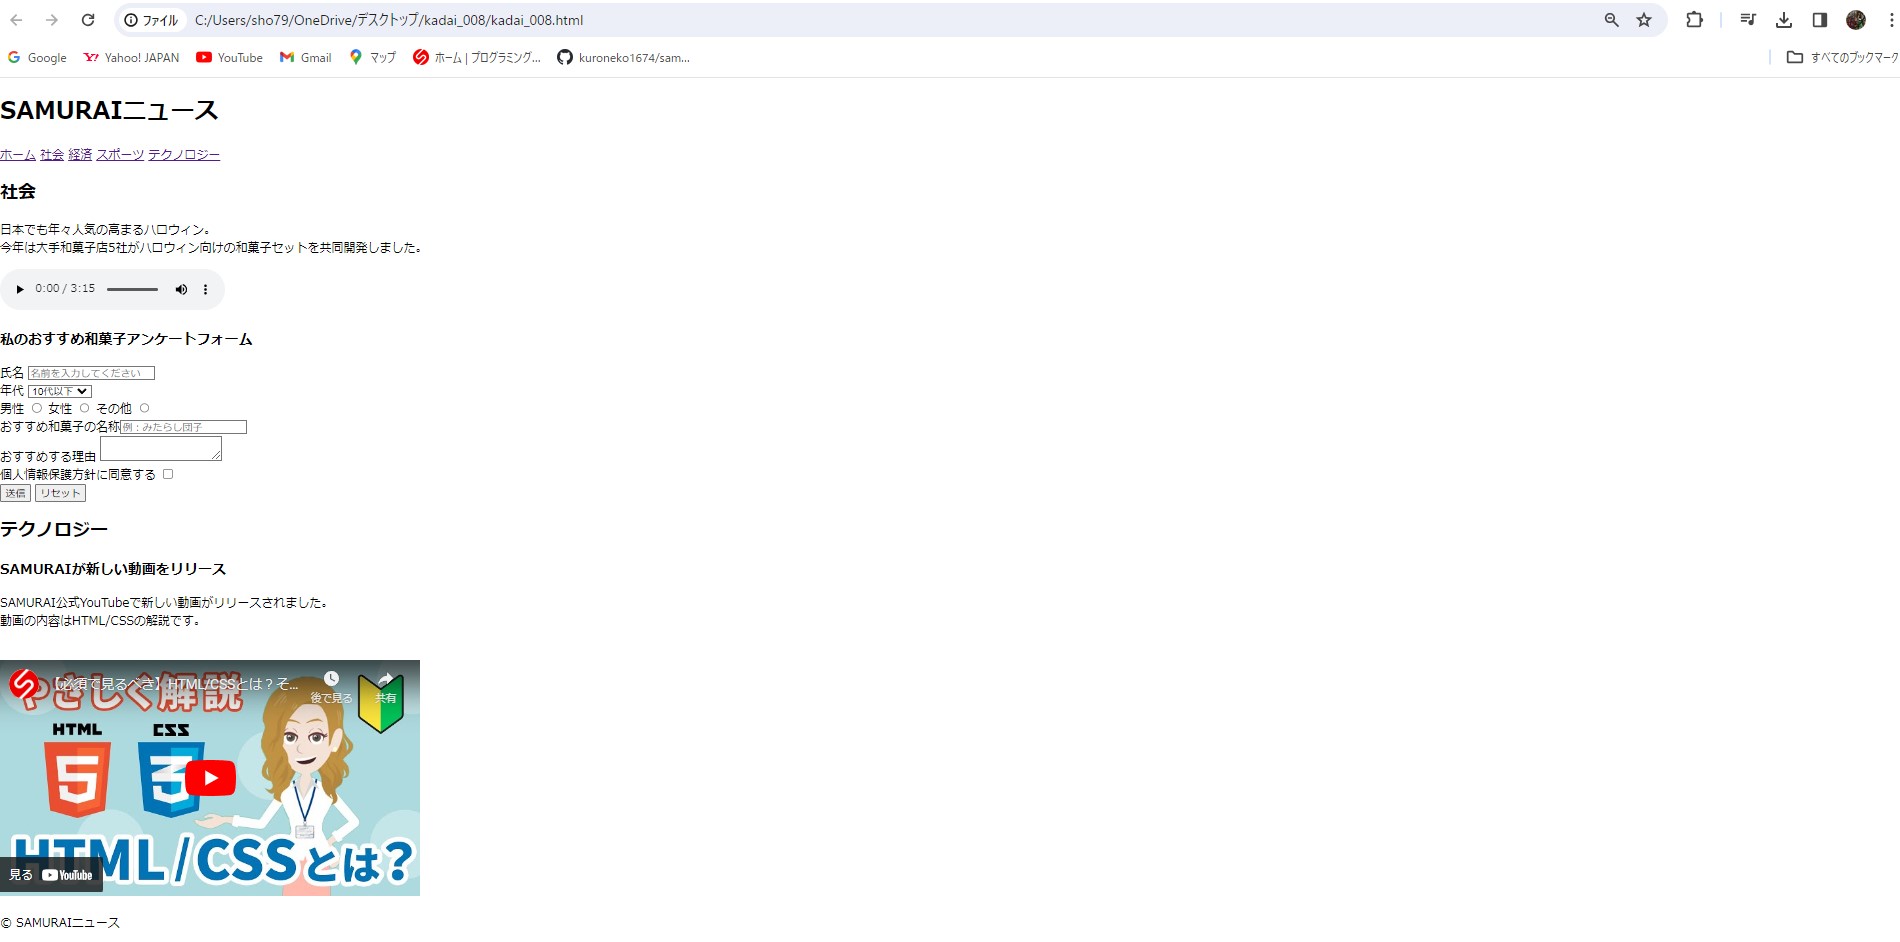 ファイル C:/Users/sho79/OneDrive/デスクトップ/kadai_008/kadai_008.html
Google Yahoo! JAPAN YouTube Gmail マップ ホーム | プログラミング... kuroneko1674/sam... すべてのブックマーク
SAMURAIニュース
ホーム 社会 経済 スポーツ テクノロジー
社会
日本でも年々人気の高まるハロウィン。
今年は大手和菓子店5社がハロウィン向けの和菓子セットを共同開発しました。
0:00 / 3:15
私のおすすめ和菓子アンケートフォーム
氏名 名前を入力してください
年代 10代以下
男性 女性 その他
おすすめ和菓子の名称 例：みたらし団子
おすすめする理由
個人情報保護方針に同意する
送信 リセット
テクノロジー
SAMURAIが新しい動画をリリース
SAMURAI公式YouTubeで新しい動画がリリースされました。
動画の内容はHTML/CSSの解説です。
【必須で見るべき】HTML/CSSとは？そ...
後で見る 共有
やさしく解説
HTML CSS
5 3
HTML/CSSとは？
見る YouTube
© SAMURAIニュース